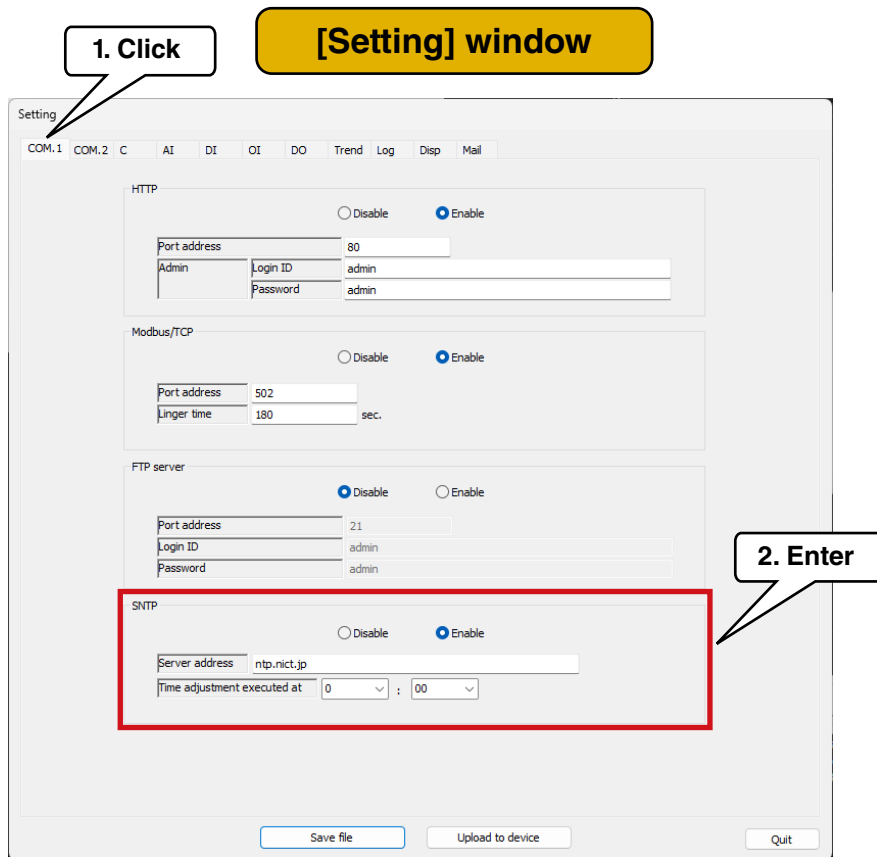 [Setting] window
1. Click
Setting
COM.1 COM.2 C AI DI OI DO Trend Log Disp Mail
HTTP
Disable Enable
Port address 80
Admin Login ID admin
Password admin
Modbus/TCP
Disable Enable
Port address 502
Linger time 180 sec.
FTP server
Disable Enable
Port address 21
Login ID admin
Password admin
2. Enter
SNTP
Disable Enable
Server address ntp.nict.jp
Time adjustment executed at 0 : 00
Save file Upload to device Quit